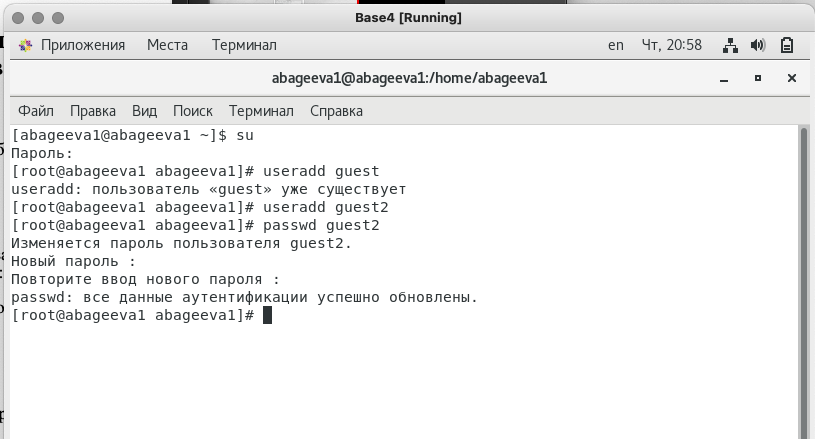 Base4 [Running]
Приложения Места Терминал en Чт, 20:58
abageeva1@abageeva1:/home/abageeva1
Файл Правка Вид Поиск Терминал Справка
[abageeva1@abageeva1 ~]$ su
Пароль:
[root@abageeva1 abageeva1]# useradd guest
useradd: пользователь «guest» уже существует
[root@abageeva1 abageeva1]# useradd guest2
[root@abageeva1 abageeva1]# passwd guest2
Изменяется пароль пользователя guest2.
Новый пароль :
Повторите ввод нового пароля :
passwd: все данные аутентификации успешно обновлены.
[root@abageeva1 abageeva1]#